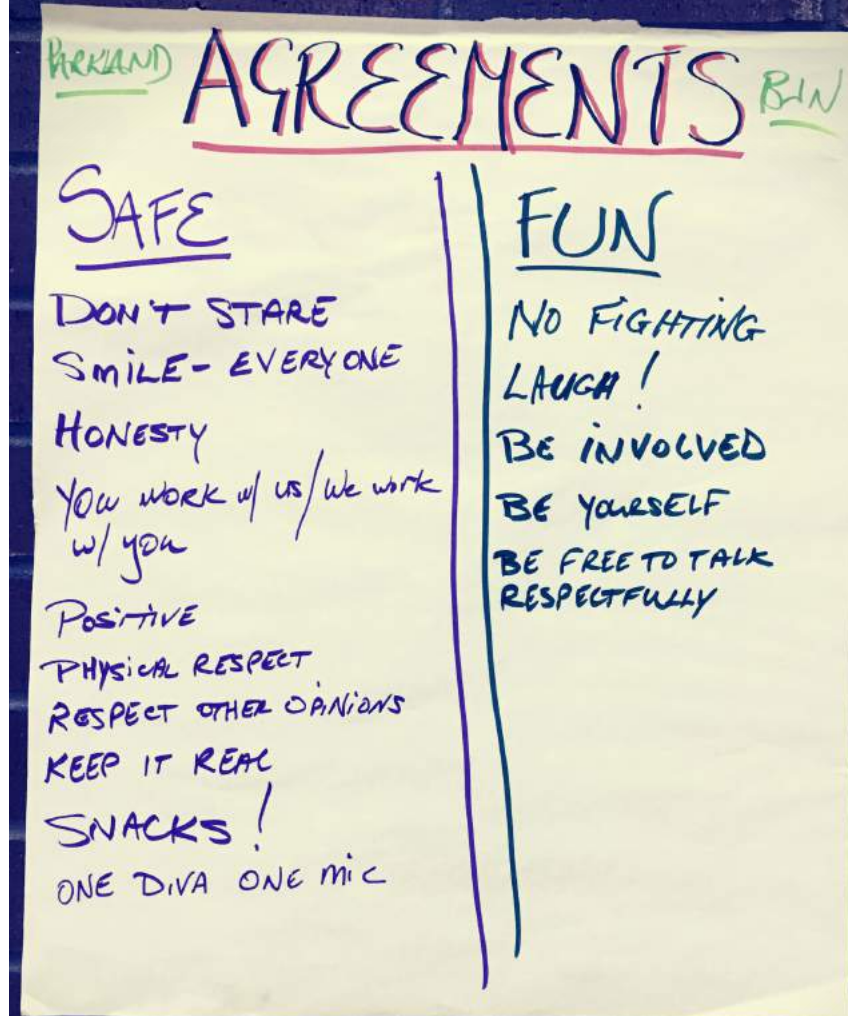 PARKLAND
AGREEMENTS
BLN
SAFE
DON'T STARE
SMILE - EVERYONE
HONESTY
YOU WORK w/ us/We work
w/ you
POSITIVE
PHYSICAL RESPECT
RESPECT OTHER OPINIONS
KEEP IT REAL
SNACKS!
ONE DIVA ONE mic
FUN
NO FIGHTING
LAUGH!
BE INVOLVED
BE YOURSELF
BE FREE TO TALK
RESPECTFULLY